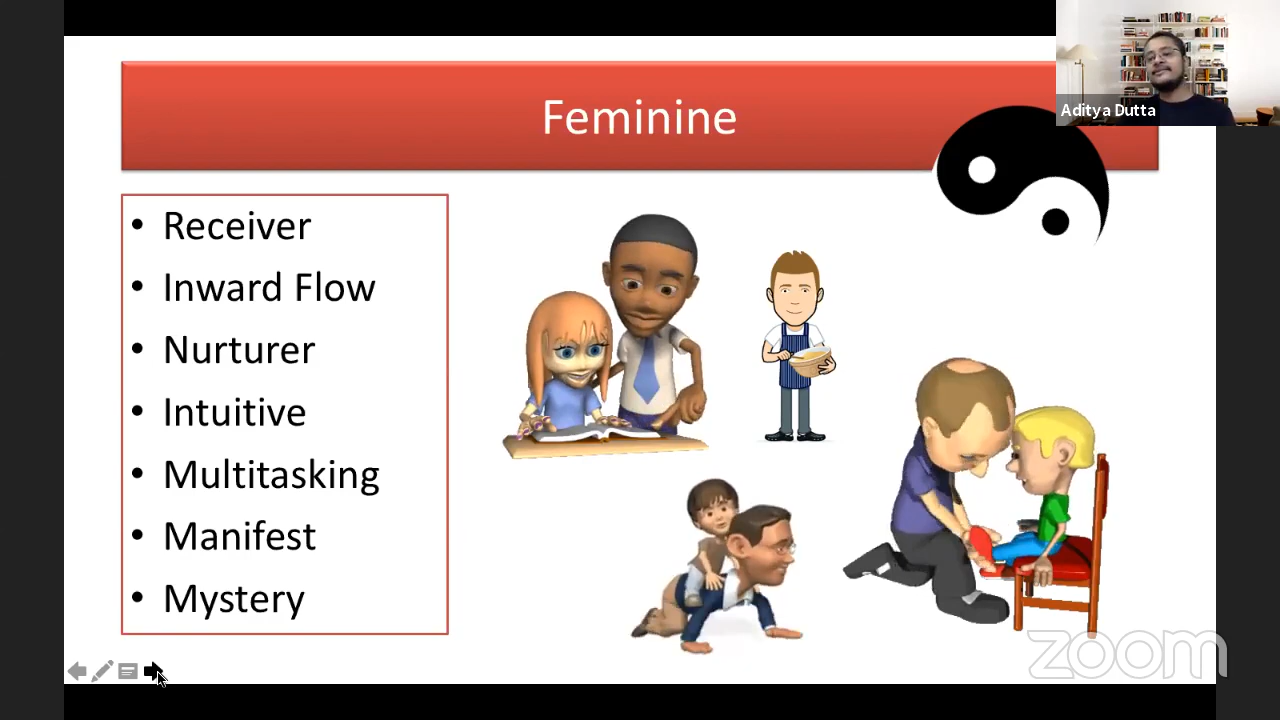 Feminine
Aditya Dutta
• Receiver
• Inward Flow
• Nurturer
• Intuitive
• Multitasking
• Manifest
• Mystery
zoom